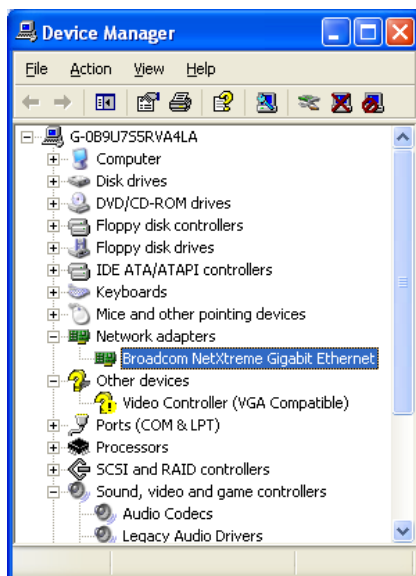 Device Manager
File Action View Help
G-0B9U7S5RVA4LA
Computer
Disk drives
DVD/CD-ROM drives
Floppy disk controllers
Floppy disk drives
IDE ATA/ATAPI controllers
Keyboards
Mice and other pointing devices
Network adapters
Broadcom NetXtreme Gigabit Ethernet
Other devices
Video Controller (VGA Compatible)
Ports (COM & LPT)
Processors
SCSI and RAID controllers
Sound, video and game controllers
Audio Codecs
Legacy Audio Drivers